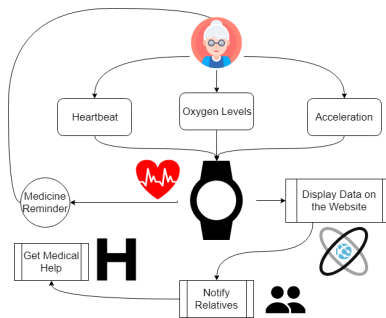 Heartbeat
Oxygen Levels
Acceleration
Medicine
Reminder
Display Data on
the Website
Get Medical
Help
H
Notify
Relatives